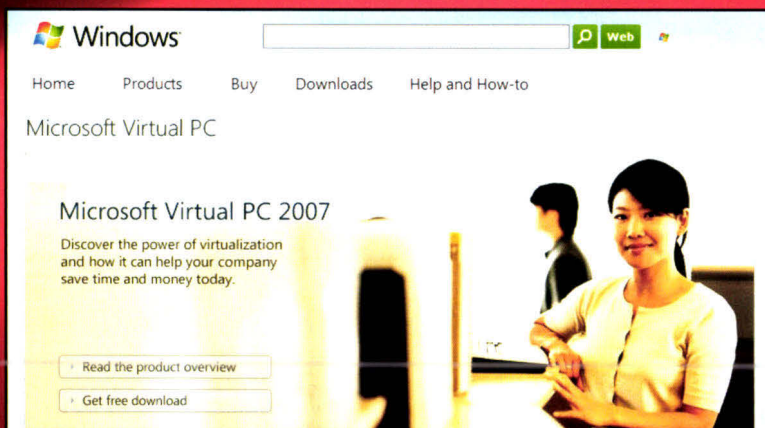 Windows
Web
Home Products Buy Downloads Help and How-to
Microsoft Virtual PC
Microsoft Virtual PC 2007
Discover the power of virtualization
and how it can help your company
save time and money today.
Read the product overview
Get free download